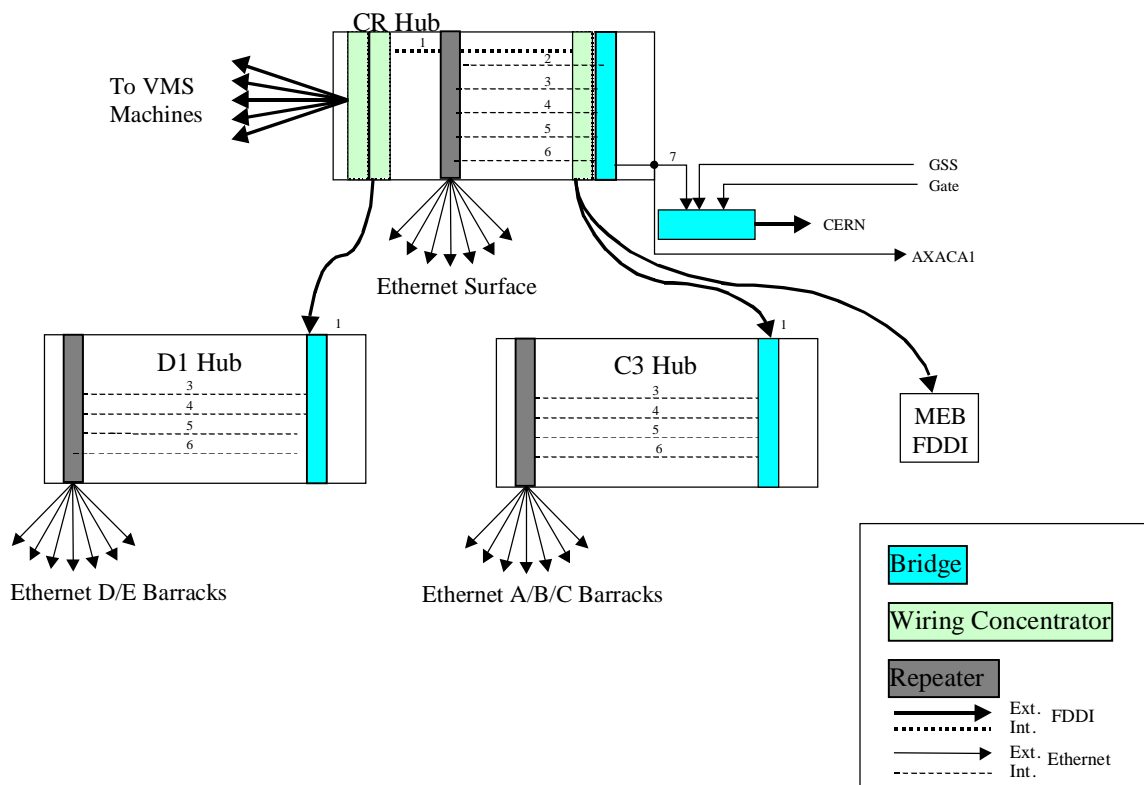 CR Hub
1
2
3
4
5
6
7
To VMS
Machines
GSS
Gate
CERN
AXACA1
Ethernet Surface
1
D1 Hub
3
4
5
6
1
C3 Hub
3
4
5
6
MEB
FDDI
Ethernet D/E Barracks
Ethernet A/B/C Barracks
Bridge
Wiring Concentrator
Repeater
Ext. FDDI
Int.
Ext. Ethernet
Int.